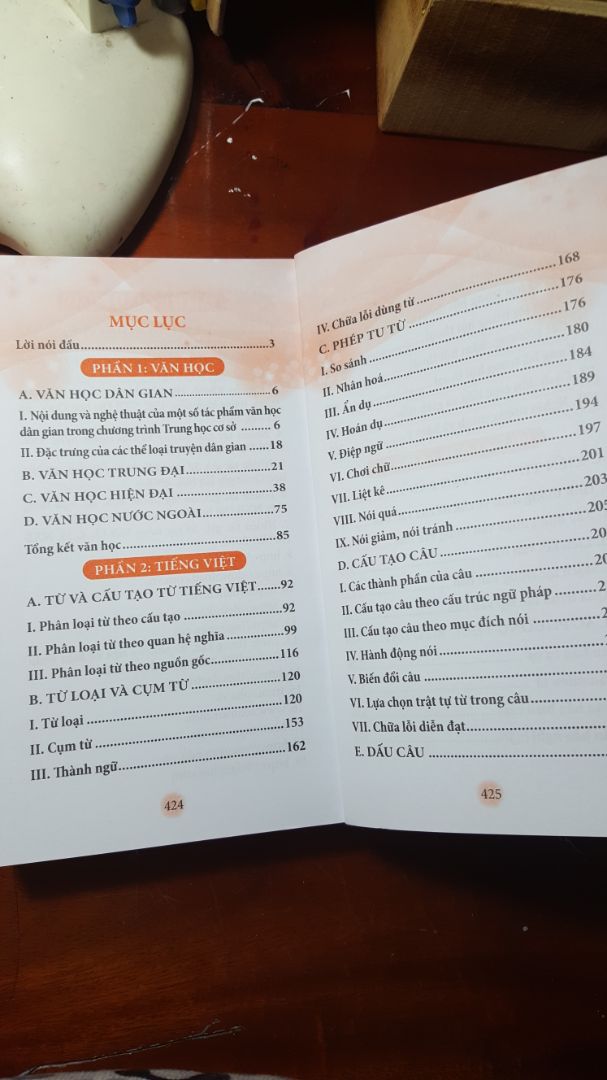 MỤC LỤC
Lời nói đầu.................................................3
PHẦN 1: VĂN HỌC
A. VĂN HỌC DÂN GIAN ..............................6
I. Nội dung và nghệ thuật của một số tác phẩm văn học
dân gian trong chương trình Trung học cơ sở ......... 6
II. Đặc trưng của các thể loại truyện dân gian ......18
B. VĂN HỌC TRUNG ĐẠI.......................21
C. VĂN HỌC HIỆN ĐẠI ..........................38
D. VĂN HỌC NƯỚC NGOÀI...................75
Tổng kết văn học.......................................85
PHẦN 2: TIẾNG VIỆT
A. TỪ VÀ CẤU TẠO TỪ TIẾNG VIỆT......92
I. Phân loại từ theo cấu tạo ............................92
II. Phân loại từ theo quan hệ nghĩa ...............99
III. Phân loại từ theo nguồn gốc..................116
B. TỪ LOẠI VÀ CỤM TỪ ..........................120
I. Từ loại .....................................................120
II. Cụm từ ...................................................153
III. Thành ngữ.............................................162
424
IV. Chữa lỗi dùng từ ...................................168
C. PHÉP TU TỪ ..........................................176
I. So sánh ....................................................176
II. Nhân hoá................................................180
III. Ẩn dụ ....................................................184
IV. Hoán dụ .................................................189
V. Điệp ngữ .................................................194
VI. Chơi chữ................................................197
VII. Liệt kê ..................................................201
VIII. Nói quá................................................203
IX. Nói giảm, nói tránh ...............................
D. CẤU TẠO CÂU .......................................
I. Các thành phần của câu ...........................
II. Cấu tạo câu theo cấu trúc ngữ pháp .........
III. Cấu tạo câu theo mục đích nói ...............
IV. Hành động nói ......................................
V. Biến đổi câu ...........................................
VI. Lựa chọn trật tự từ trong câu.................
VII. Chữa lỗi diễn đạt..................................
E. DẤU CÂU ..............................................
425